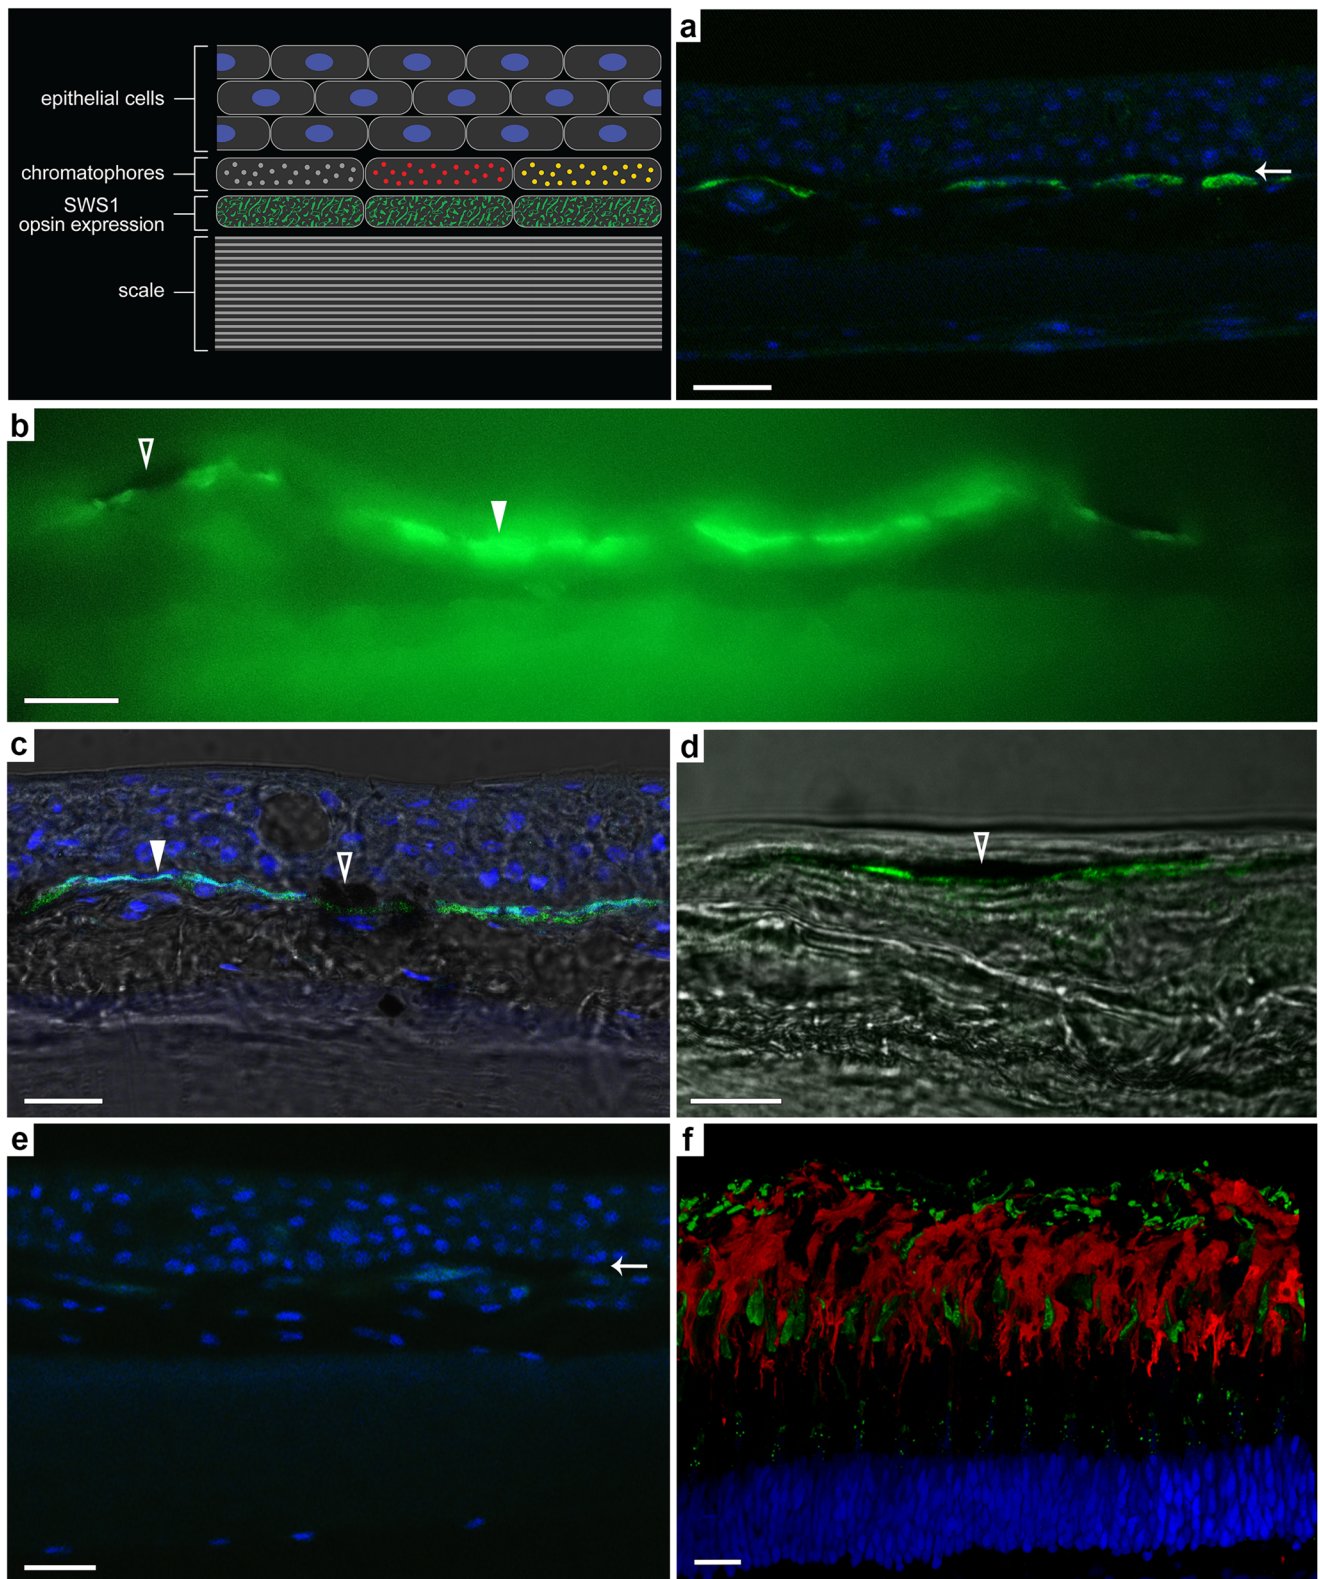 epithelial cells
chromatophores
SWS1
opsin expression
scale
a
b
c
d
e
f